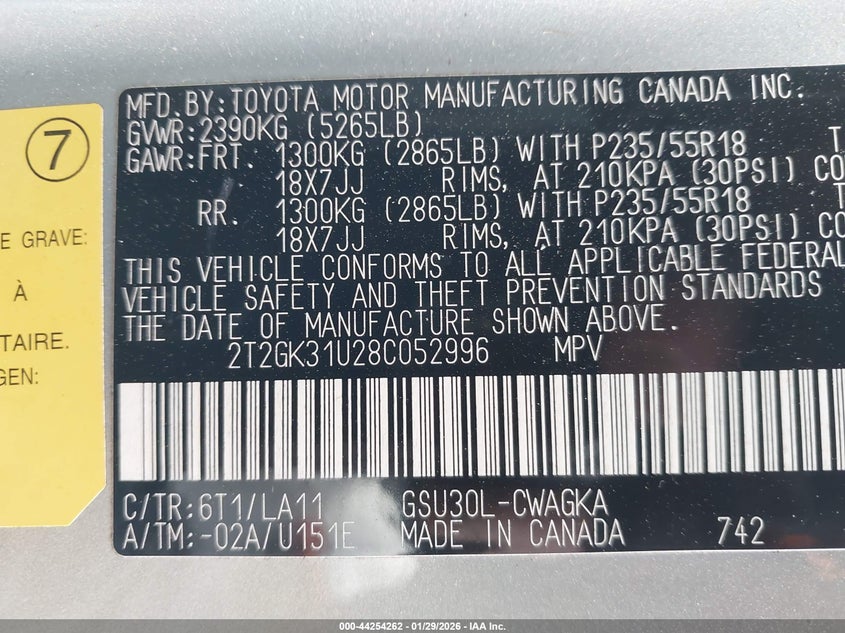 7
E GRAVE:
À
TAIRE.
GEN:
MFD.BY:TOYOTA MOTOR MANUFACTURING CANADA INC.
GVWR:2390KG (5265LB)
GAWR:FRT. 1300KG (2865LB) WITH P235/55R18 T
18X7JJ RIMS, AT 210KPA (30PSI) CO
RR. 1300KG (2865LB) WITH P235/55R18 T
18X7JJ RIMS, AT 210KPA (30PSI) CO
THIS VEHICLE CONFORMS TO ALL APPLICABLE FEDERAL
VEHICLE SAFETY AND THEFT PREVENTION STANDARDS
THE DATE OF MANUFACTURE SHOWN ABOVE.
2T2GK31U28C052996 MPV
C/TR:6T1/LA11 GSU30L-CWAGKA
A/TM:-02A/U151E MADE IN CANADA 742
000-44254262 - 01/29/2026 - IAA Inc.